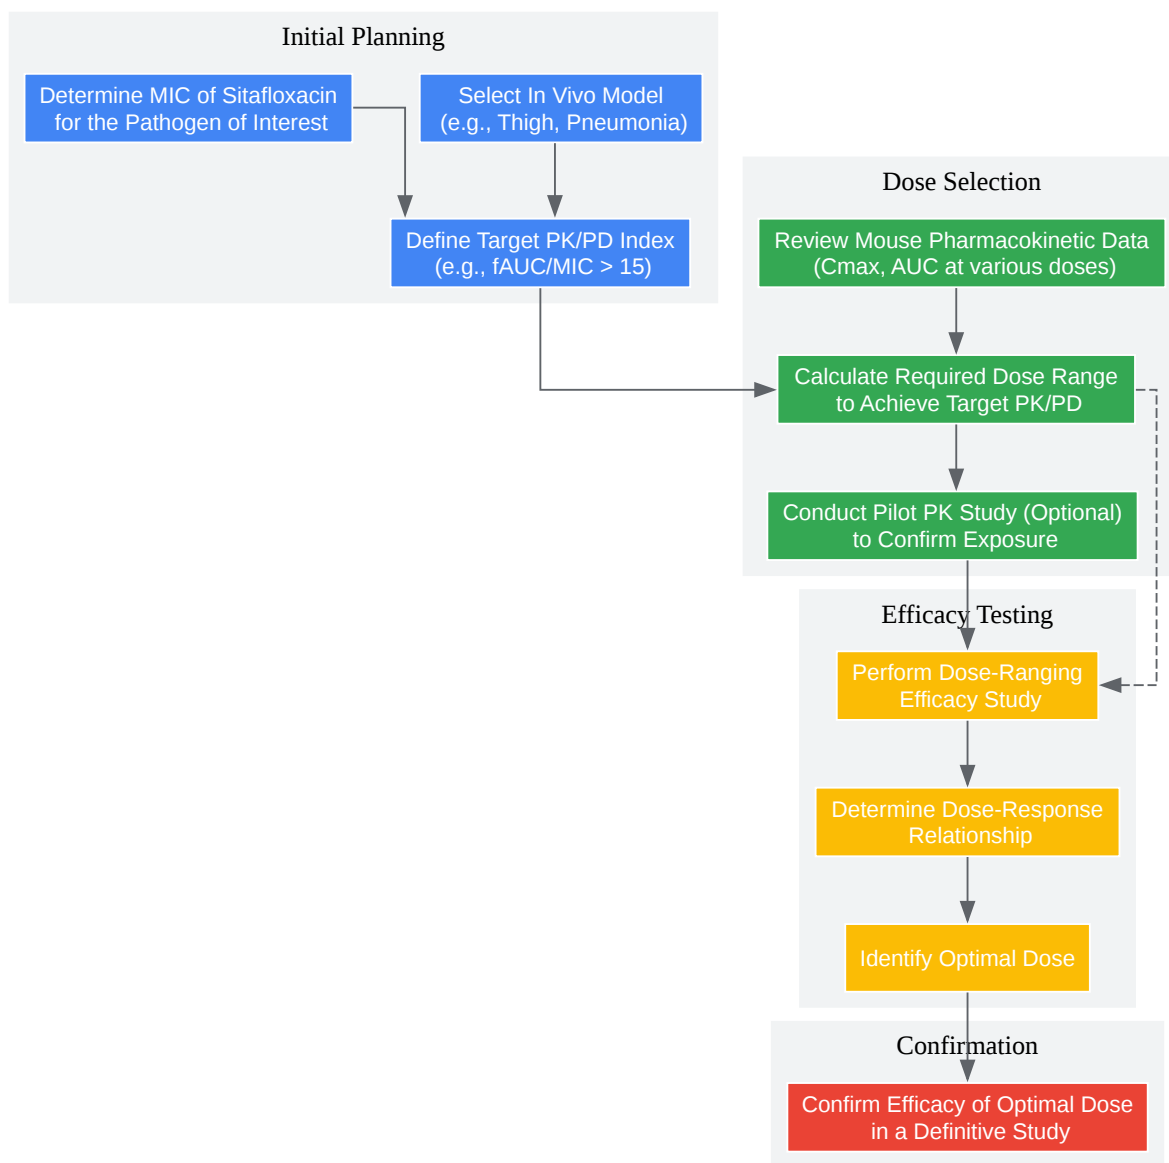 Initial Planning
Determine MIC of Sitafloxacin
for the Pathogen of Interest
Select In Vivo Model
(e.g., Thigh, Pneumonia)
Define Target PK/PD Index
(e.g., fAUC/MIC > 15)
Dose Selection
Review Mouse Pharmacokinetic Data
(Cmax, AUC at various doses)
Calculate Required Dose Range
to Achieve Target PK/PD
Conduct Pilot PK Study (Optional)
to Confirm Exposure
Efficacy Testing
Perform Dose-Ranging
Efficacy Study
Determine Dose-Response
Relationship
Identify Optimal Dose
Confirmation
Confirm Efficacy of Optimal Dose
in a Definitive Study